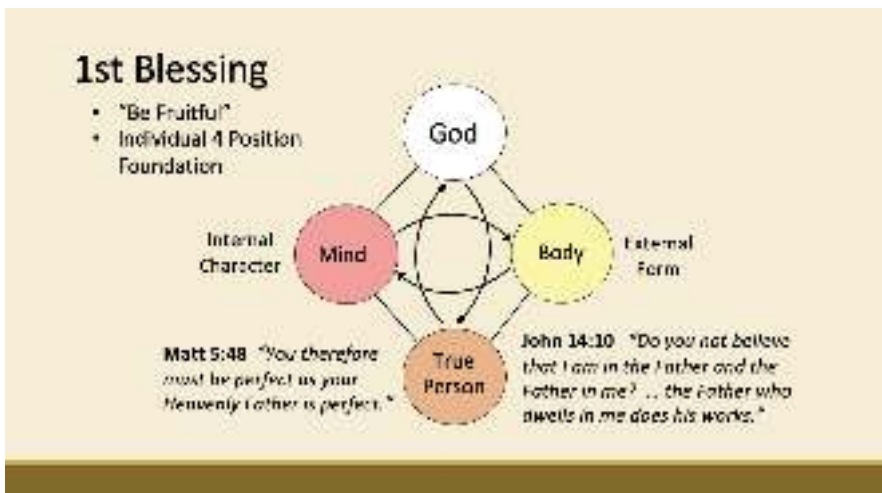 1st Blessing
• "Be Fruitful"
• Individual 4 Position
Foundation
God
Internal
Character
Mind
Body
External
Form
True
Person
Matt 5:48 "You therefore
must be perfect as your
Heavenly Father is perfect."
John 14:10 "Do you not believe
that I am in the Father and the
Father in me? ... the Father who
dwells in me does his works."